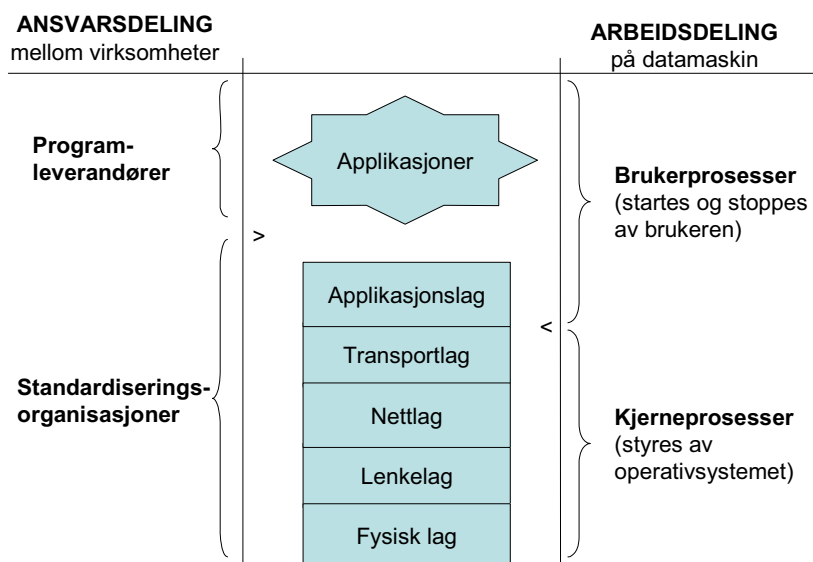 ANSVARSDELING
mellom virksomheter
ARBEIDSDELING
på datamaskin
Program-
leverandører
Applikasjoner
Brukerprosesser
(startes og stoppes
av brukeren)
>
Applikasjonslag
<
Transportlag
Standardiserings-
organisasjoner
Nettlag
Kjerneprosesser
(styres av
operativsystemet)
Lenkelag
Fysisk lag